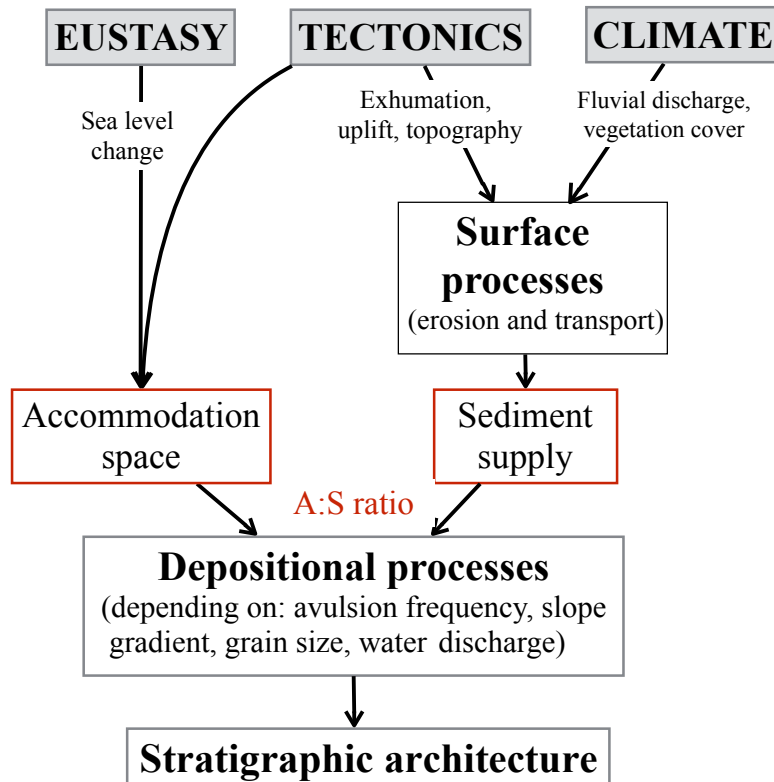 EUSTASY
TECTONICS
CLIMATE
Sea level
change
Exhumation,
uplift, topography
Fluvial discharge,
vegetation cover
Surface
processes
(erosion and transport)
Accommodation
space
Sediment
supply
A:S ratio
Depositional processes
(depending on: avulsion frequency, slope
gradient, grain size, water discharge)
Stratigraphic architecture